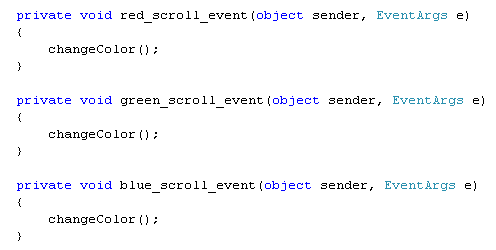 private void red_scroll_event(object sender, EventArgs e)
{
    changeColor();
}
private void green_scroll_event(object sender, EventArgs e)
{
    changeColor();
}
private void blue_scroll_event(object sender, EventArgs e)
{
    changeColor();
}